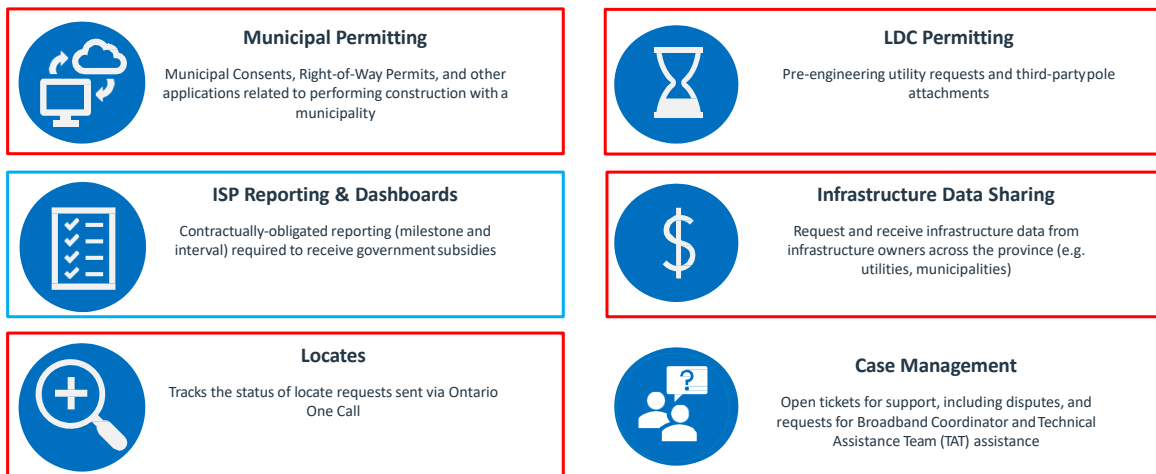 Municipal Permitting
Municipal Consents, Right-of-Way Permits, and other
applications related to performing construction with a
municipality
LDC Permitting
Pre-engineering utility requests and third-party pole
attachments
ISP Reporting & Dashboards
Contractually-obligated reporting (milestone and
interval) required to receive government subsidies
Infrastructure Data Sharing
Request and receive infrastructure data from
infrastructure owners across the province (e.g.
utilities, municipalities)
Locates
Tracks the status of locate requests sent via Ontario
One Call
?
Case Management
Open tickets for support, including disputes, and
requests for Broadband Coordinator and Technical
Assistance Team (TAT) assistance